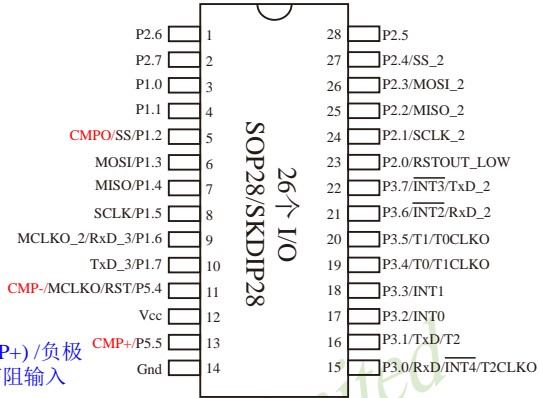 P2.6 1 28 P2.5
P2.7 2 27 P2.4/SS_2
P1.0 3 26 P2.3/MOSI_2
P1.1 4 25 P2.2/MISO_2
CMPO/SS/P1.2 5 24 P2.1/SCLK_2
MOSI/P1.3 6 23 P2.0/RSTOUT_LOW
MISO/P1.4 7 22 P3.7/INT3/TxD_2
SCLK/P1.5 8 21 P3.6/INT2/RxD_2
MCLKO_2/RxD_3/P1.6 9 20 P3.5/T1/T0CLKO
TxD_3/P1.7 10 19 P3.4/T0/T1CLKO
CMP-/MCLKO/RST/P5.4 11 18 P3.3/INT1
Vcc 12 17 P3.2/INT0
CMP+/P5.5 13 16 P3.1/TxD/T2
Gnd 14 15 P3.0/RxD/INT4/T2CLKO
26个 I/O
SOP28/SKDIP28
P+) /负极
阻输入